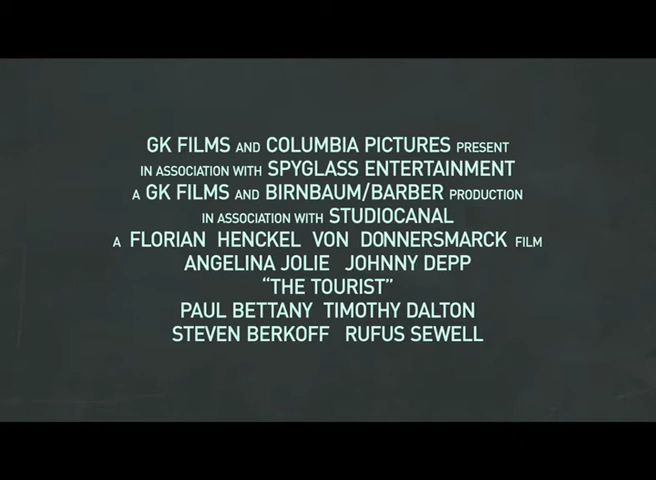 GK FILMS AND COLUMBIA PICTURES PRESENT
IN ASSOCIATION WITH SPYGLASS ENTERTAINMENT
A GK FILMS AND BIRNBAUM/BARBER PRODUCTION
IN ASSOCIATION WITH STUDIOCANAL
A FLORIAN HENCKEL VON DONNERSMARCK FILM
ANGELINA JOLIE JOHNNY DEPP
“THE TOURIST”
PAUL BETTANY TIMOTHY DALTON
STEVEN BERKOFF RUFUS SEWELL